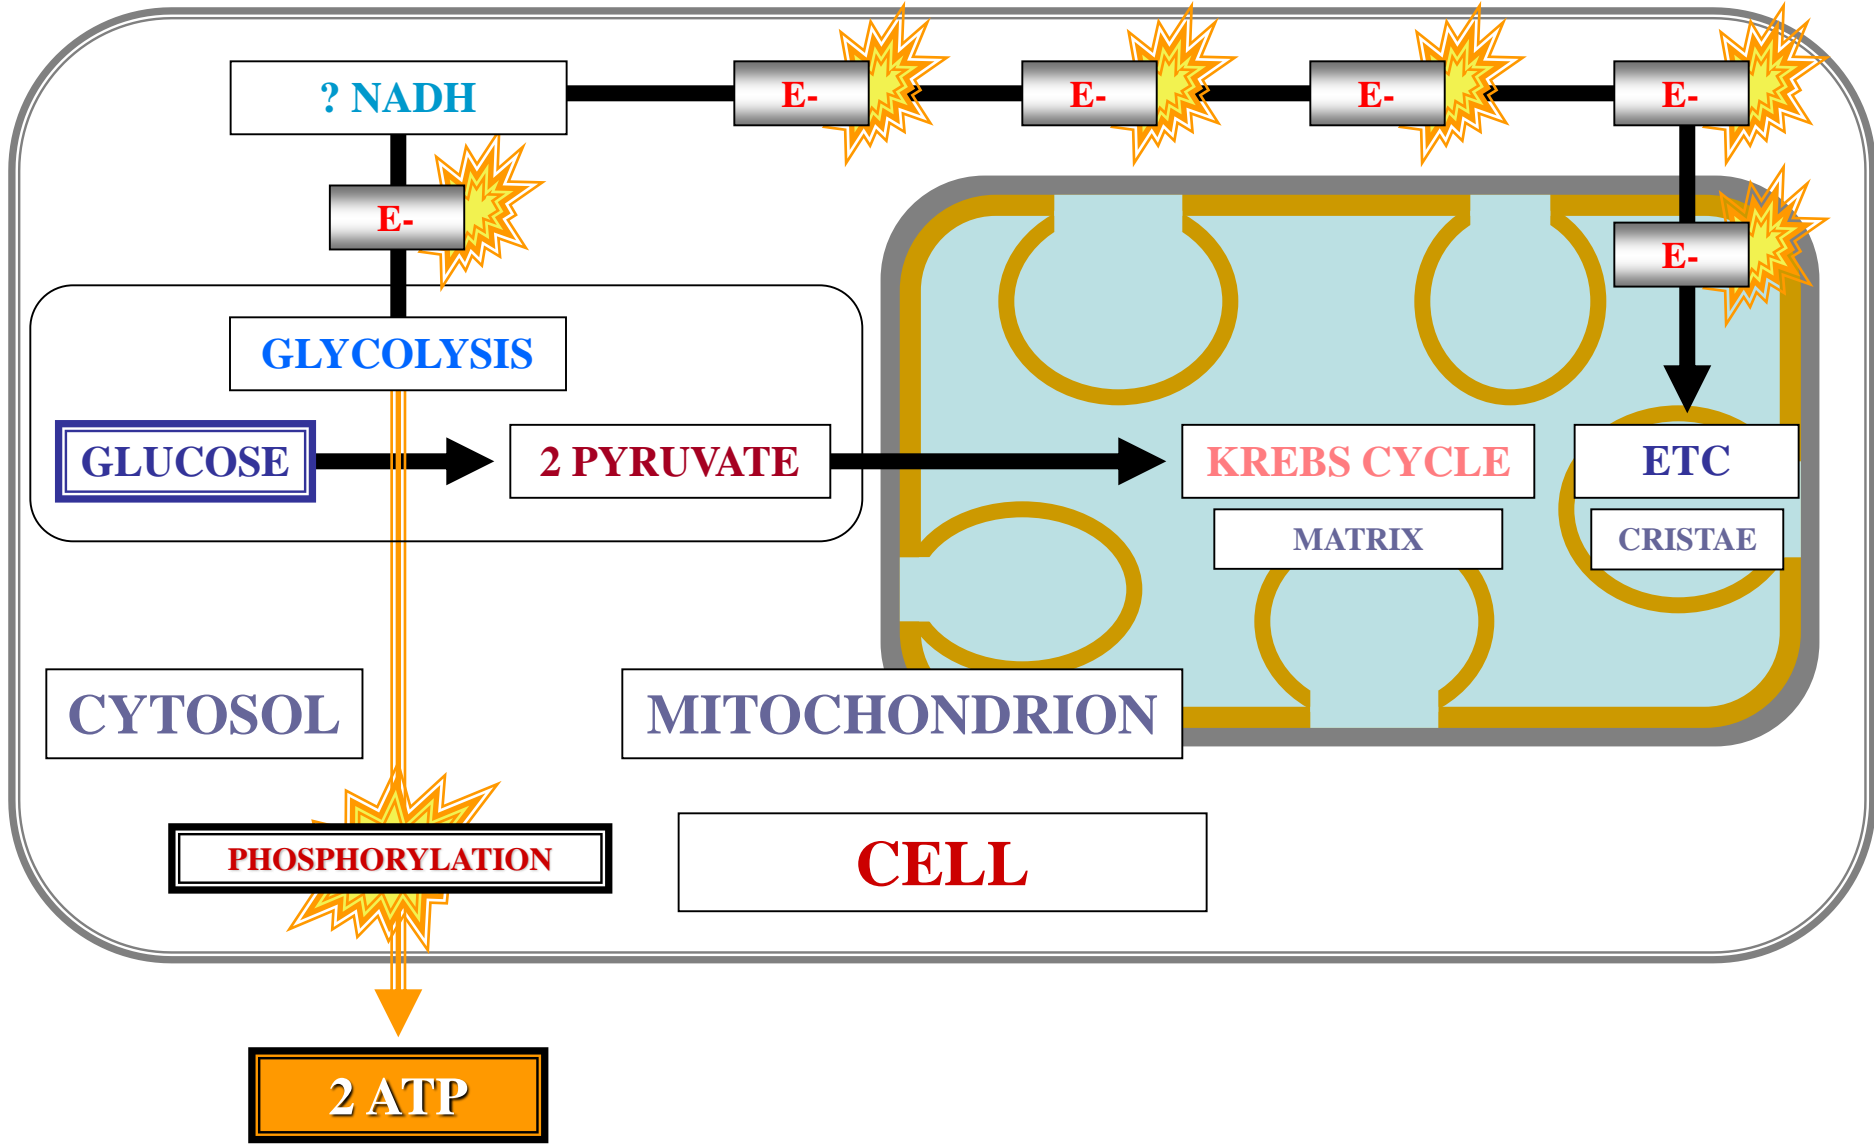 ? NADH
E-
E-
E-
E-
E-
E-
GLYCOLYSIS
GLUCOSE
2 PYRUVATE
KREBS CYCLE
ETC
MATRIX
CRISTAE
CYTOSOL
MITOCHONDRION
PHOSPHORYLATION
CELL
2 ATP